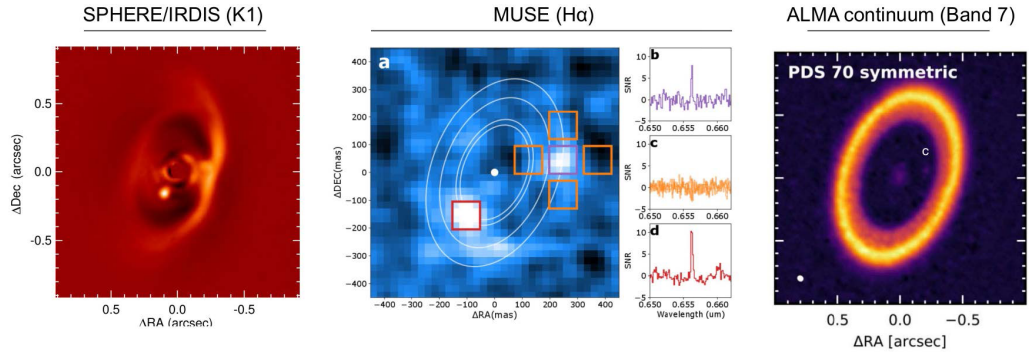 SPHERE/IRDIS (K1)
MUSE (Hα)
ALMA continuum (Band 7)
ΔDec (arcsec)
0.5
0.0
-0.5
0.5
0.0
-0.5
ΔRA (arcsec)
a
ΔDEC(mas)
400
300
200
100
0
−100
−200
−300
−400
−400
−300
−200
−100
0
100
200
300
400
ΔRA(mas)
b
SNR
10
5
0
−5
0.650
0.655
0.660
c
SNR
10
5
0
−5
0.650
0.655
0.660
d
SNR
10
5
0
−5
0.650
0.655
0.660
Wavelength (um)
PDS 70 symmetric
c
0.5
0.0
-0.5
ΔRA [arcsec]